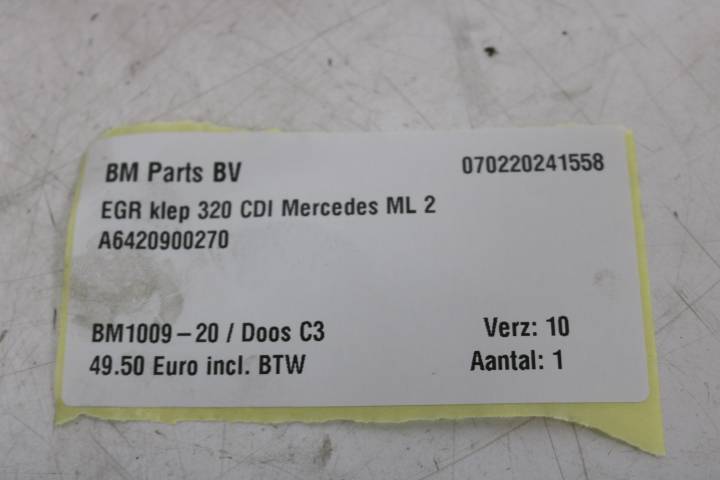 BM Parts BV 070220241558
EGR klep 320 CDI Mercedes ML 2
A6420900270
BM1009-20 / Doos C3 Verz: 10
49.50 Euro incl. BTW Aantal: 1